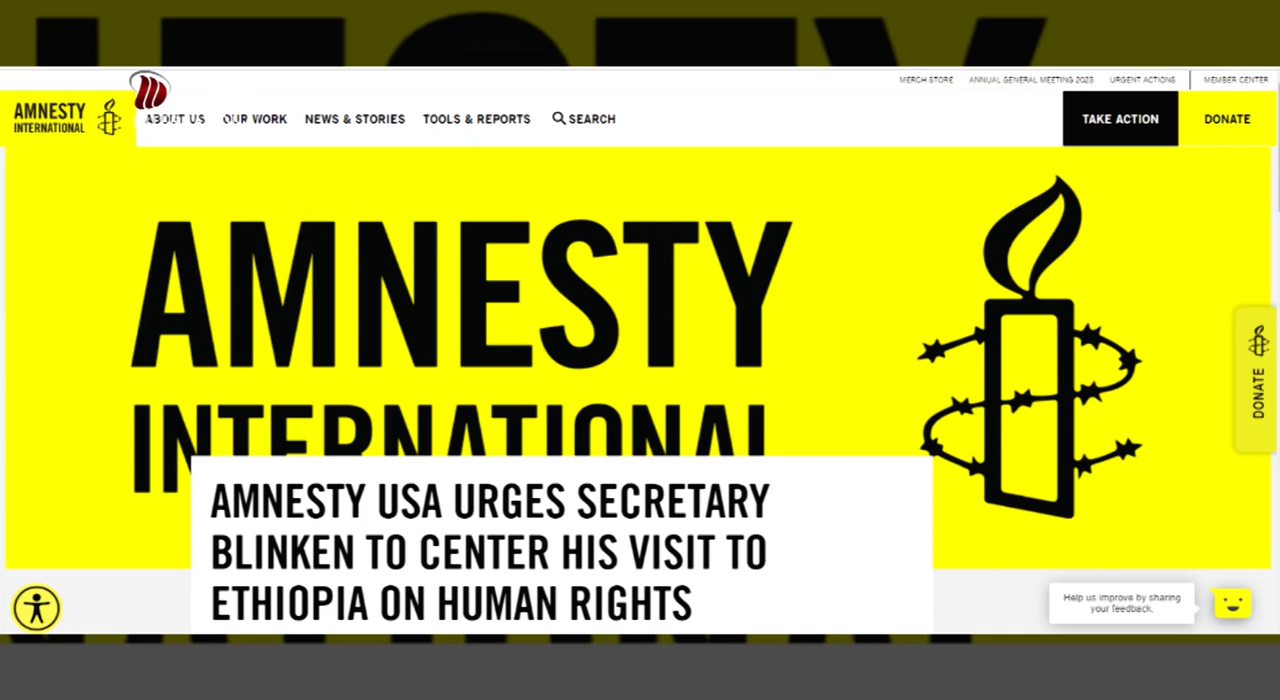 MERCH STORE ANNUAL GENERAL MEETING 2023 URGENT ACTIONS MEMBER CENTER
AMNESTY
INTERNATIONAL
ABOUT US OUR WORK NEWS & STORIES TOOLS & REPORTS SEARCH
TAKE ACTION DONATE
AMNESTY
INTERNATIONAL
DONATE
AMNESTY USA URGES SECRETARY
BLINKEN TO CENTER HIS VISIT TO
ETHIOPIA ON HUMAN RIGHTS
Help us improve by sharing
your feedback.